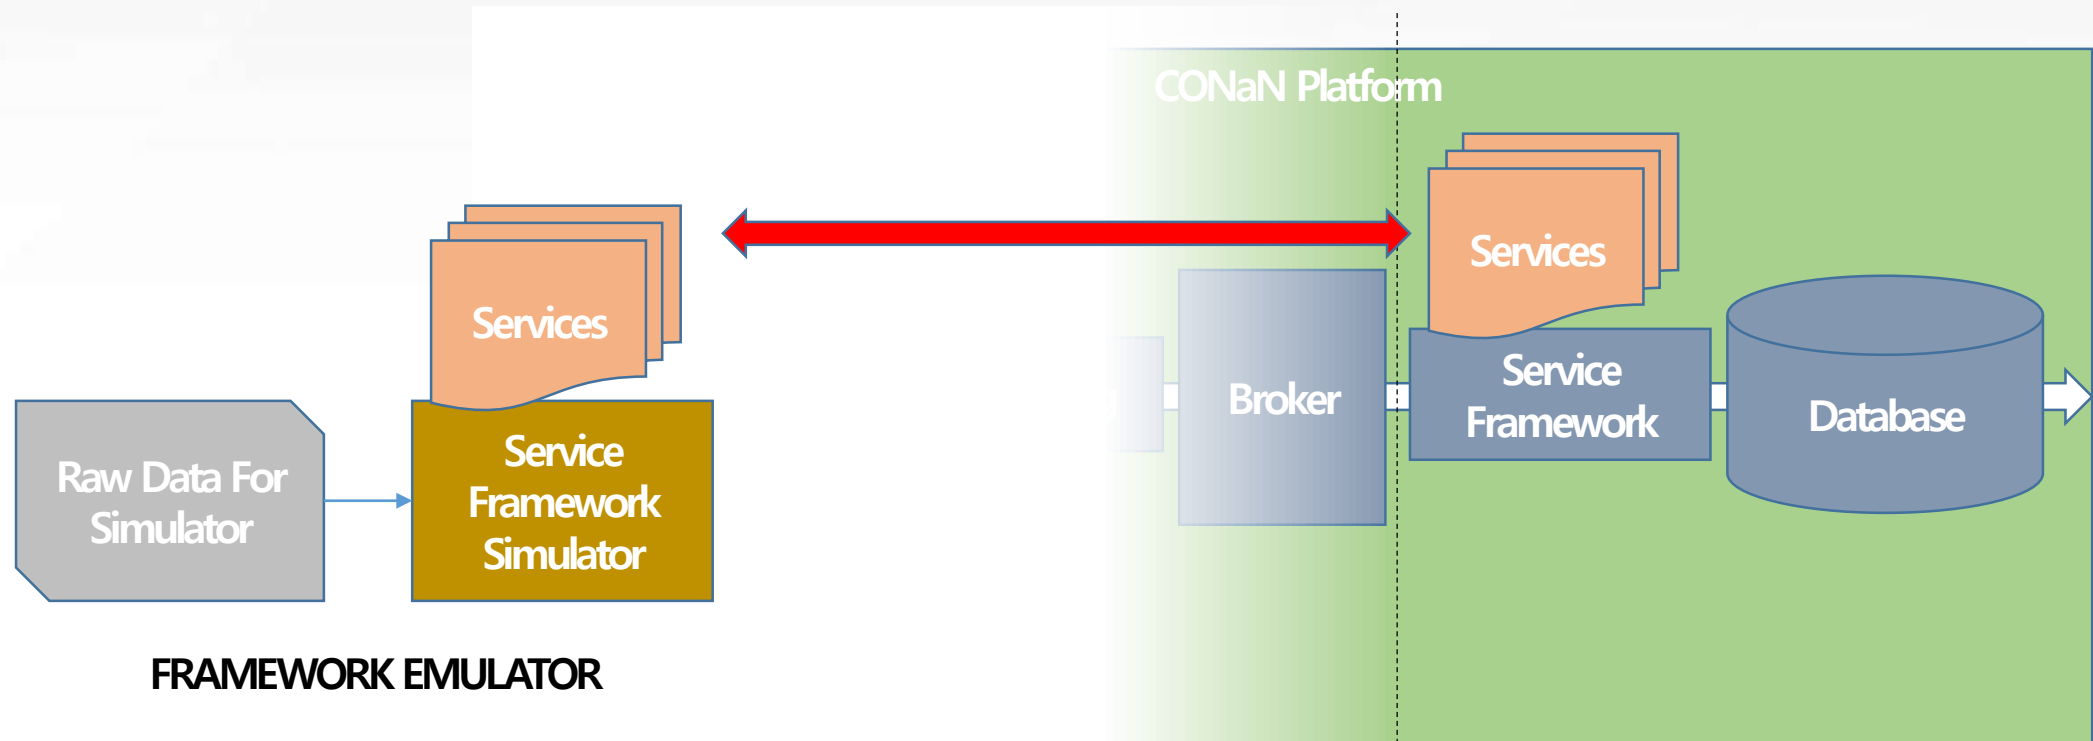 CONaN Platform
Services
Services
Broker
Service
Framework
Database
Raw Data For
Simulator
Service
Framework
Simulator
FRAMEWORK EMULATOR